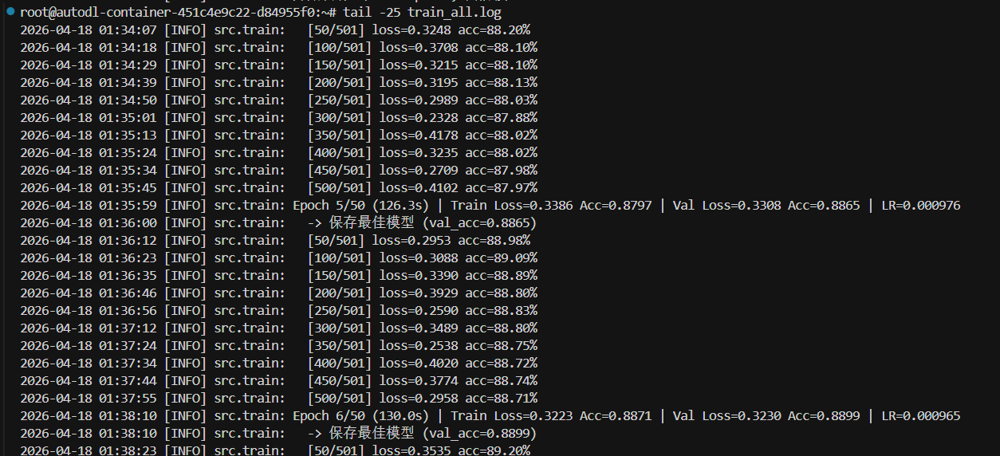 root@autodl-container-451c4e9c22-d84955f0:~# tail -25 train_all.log
2026-04-18 01:34:07 [INFO] src.train:   [50/501] loss=0.3248 acc=88.20%
2026-04-18 01:34:18 [INFO] src.train:   [100/501] loss=0.3708 acc=88.10%
2026-04-18 01:34:29 [INFO] src.train:   [150/501] loss=0.3215 acc=88.10%
2026-04-18 01:34:39 [INFO] src.train:   [200/501] loss=0.3195 acc=88.13%
2026-04-18 01:34:50 [INFO] src.train:   [250/501] loss=0.2989 acc=88.03%
2026-04-18 01:35:01 [INFO] src.train:   [300/501] loss=0.2328 acc=87.88%
2026-04-18 01:35:13 [INFO] src.train:   [350/501] loss=0.4178 acc=88.02%
2026-04-18 01:35:24 [INFO] src.train:   [400/501] loss=0.3235 acc=88.02%
2026-04-18 01:35:34 [INFO] src.train:   [450/501] loss=0.2709 acc=87.98%
2026-04-18 01:35:45 [INFO] src.train:   [500/501] loss=0.4102 acc=87.97%
2026-04-18 01:35:59 [INFO] src.train: Epoch 5/50 (126.3s) | Train Loss=0.3386 Acc=0.8797 | Val Loss=0.3308 Acc=0.8865 | LR=0.000976
2026-04-18 01:36:00 [INFO] src.train:   -> 保存最佳模型 (val_acc=0.8865)
2026-04-18 01:36:12 [INFO] src.train:   [50/501] loss=0.2953 acc=88.98%
2026-04-18 01:36:23 [INFO] src.train:   [100/501] loss=0.3088 acc=89.09%
2026-04-18 01:36:35 [INFO] src.train:   [150/501] loss=0.3390 acc=88.89%
2026-04-18 01:36:46 [INFO] src.train:   [200/501] loss=0.3929 acc=88.80%
2026-04-18 01:36:56 [INFO] src.train:   [250/501] loss=0.2590 acc=88.83%
2026-04-18 01:37:12 [INFO] src.train:   [300/501] loss=0.3489 acc=88.80%
2026-04-18 01:37:24 [INFO] src.train:   [350/501] loss=0.2538 acc=88.75%
2026-04-18 01:37:34 [INFO] src.train:   [400/501] loss=0.4020 acc=88.72%
2026-04-18 01:37:44 [INFO] src.train:   [450/501] loss=0.3774 acc=88.74%
2026-04-18 01:37:55 [INFO] src.train:   [500/501] loss=0.2958 acc=88.71%
2026-04-18 01:38:10 [INFO] src.train: Epoch 6/50 (130.0s) | Train Loss=0.3223 Acc=0.8871 | Val Loss=0.3230 Acc=0.8899 | LR=0.000965
2026-04-18 01:38:10 [INFO] src.train:   -> 保存最佳模型 (val_acc=0.8899)
2026-04-18 01:38:23 [INFO] src.train:   [50/501] loss=0.3535 acc=89.20%